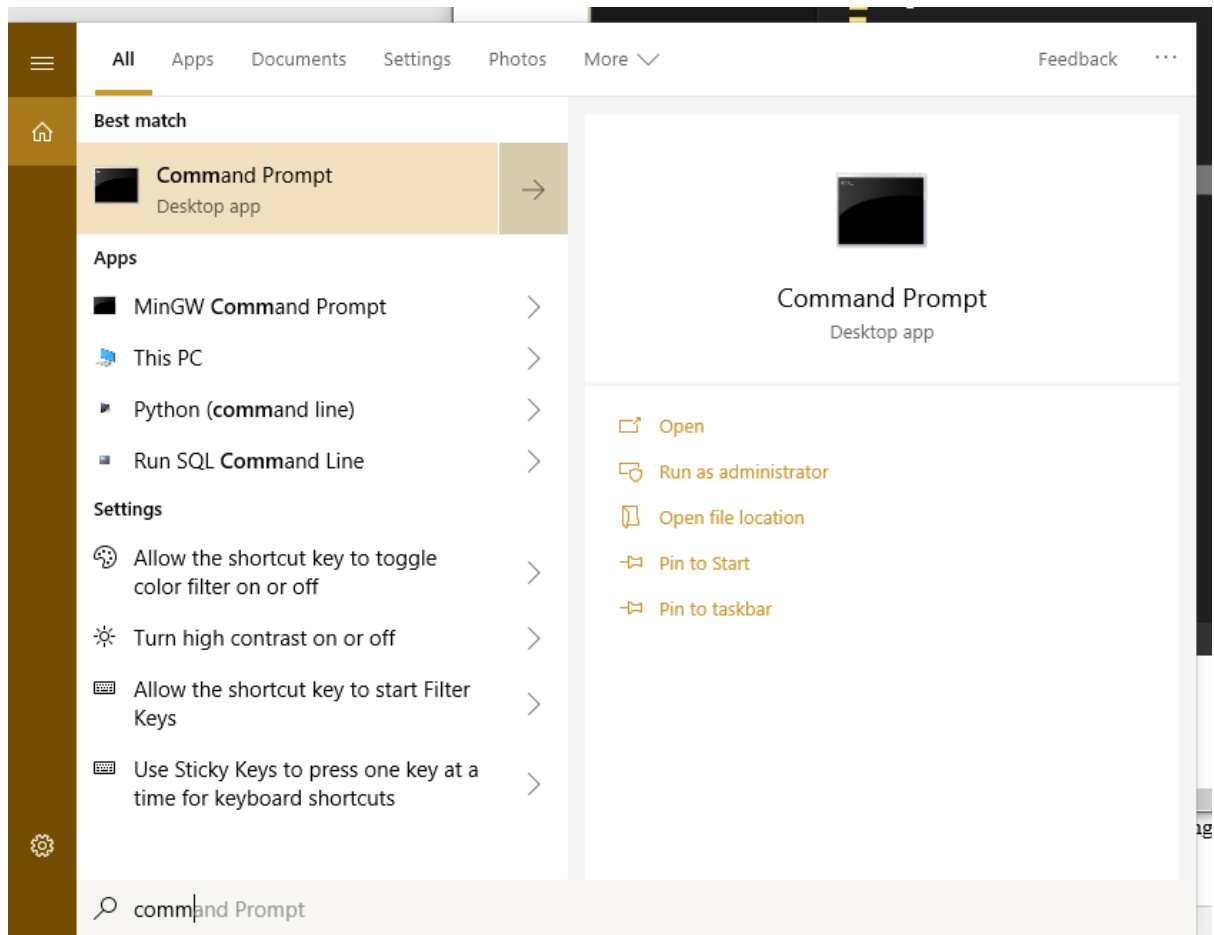 All Apps Documents Settings Photos More Feedback ···
Best match
Command Prompt
Desktop app
Apps
MinGW Command Prompt
This PC
Python (command line)
Run SQL Command Line
Settings
Allow the shortcut key to toggle
color filter on or off
Turn high contrast on or off
Allow the shortcut key to start Filter
Keys
Use Sticky Keys to press one key at a
time for keyboard shortcuts
Command Prompt
Desktop app
Open
Run as administrator
Open file location
Pin to Start
Pin to taskbar
command Prompt